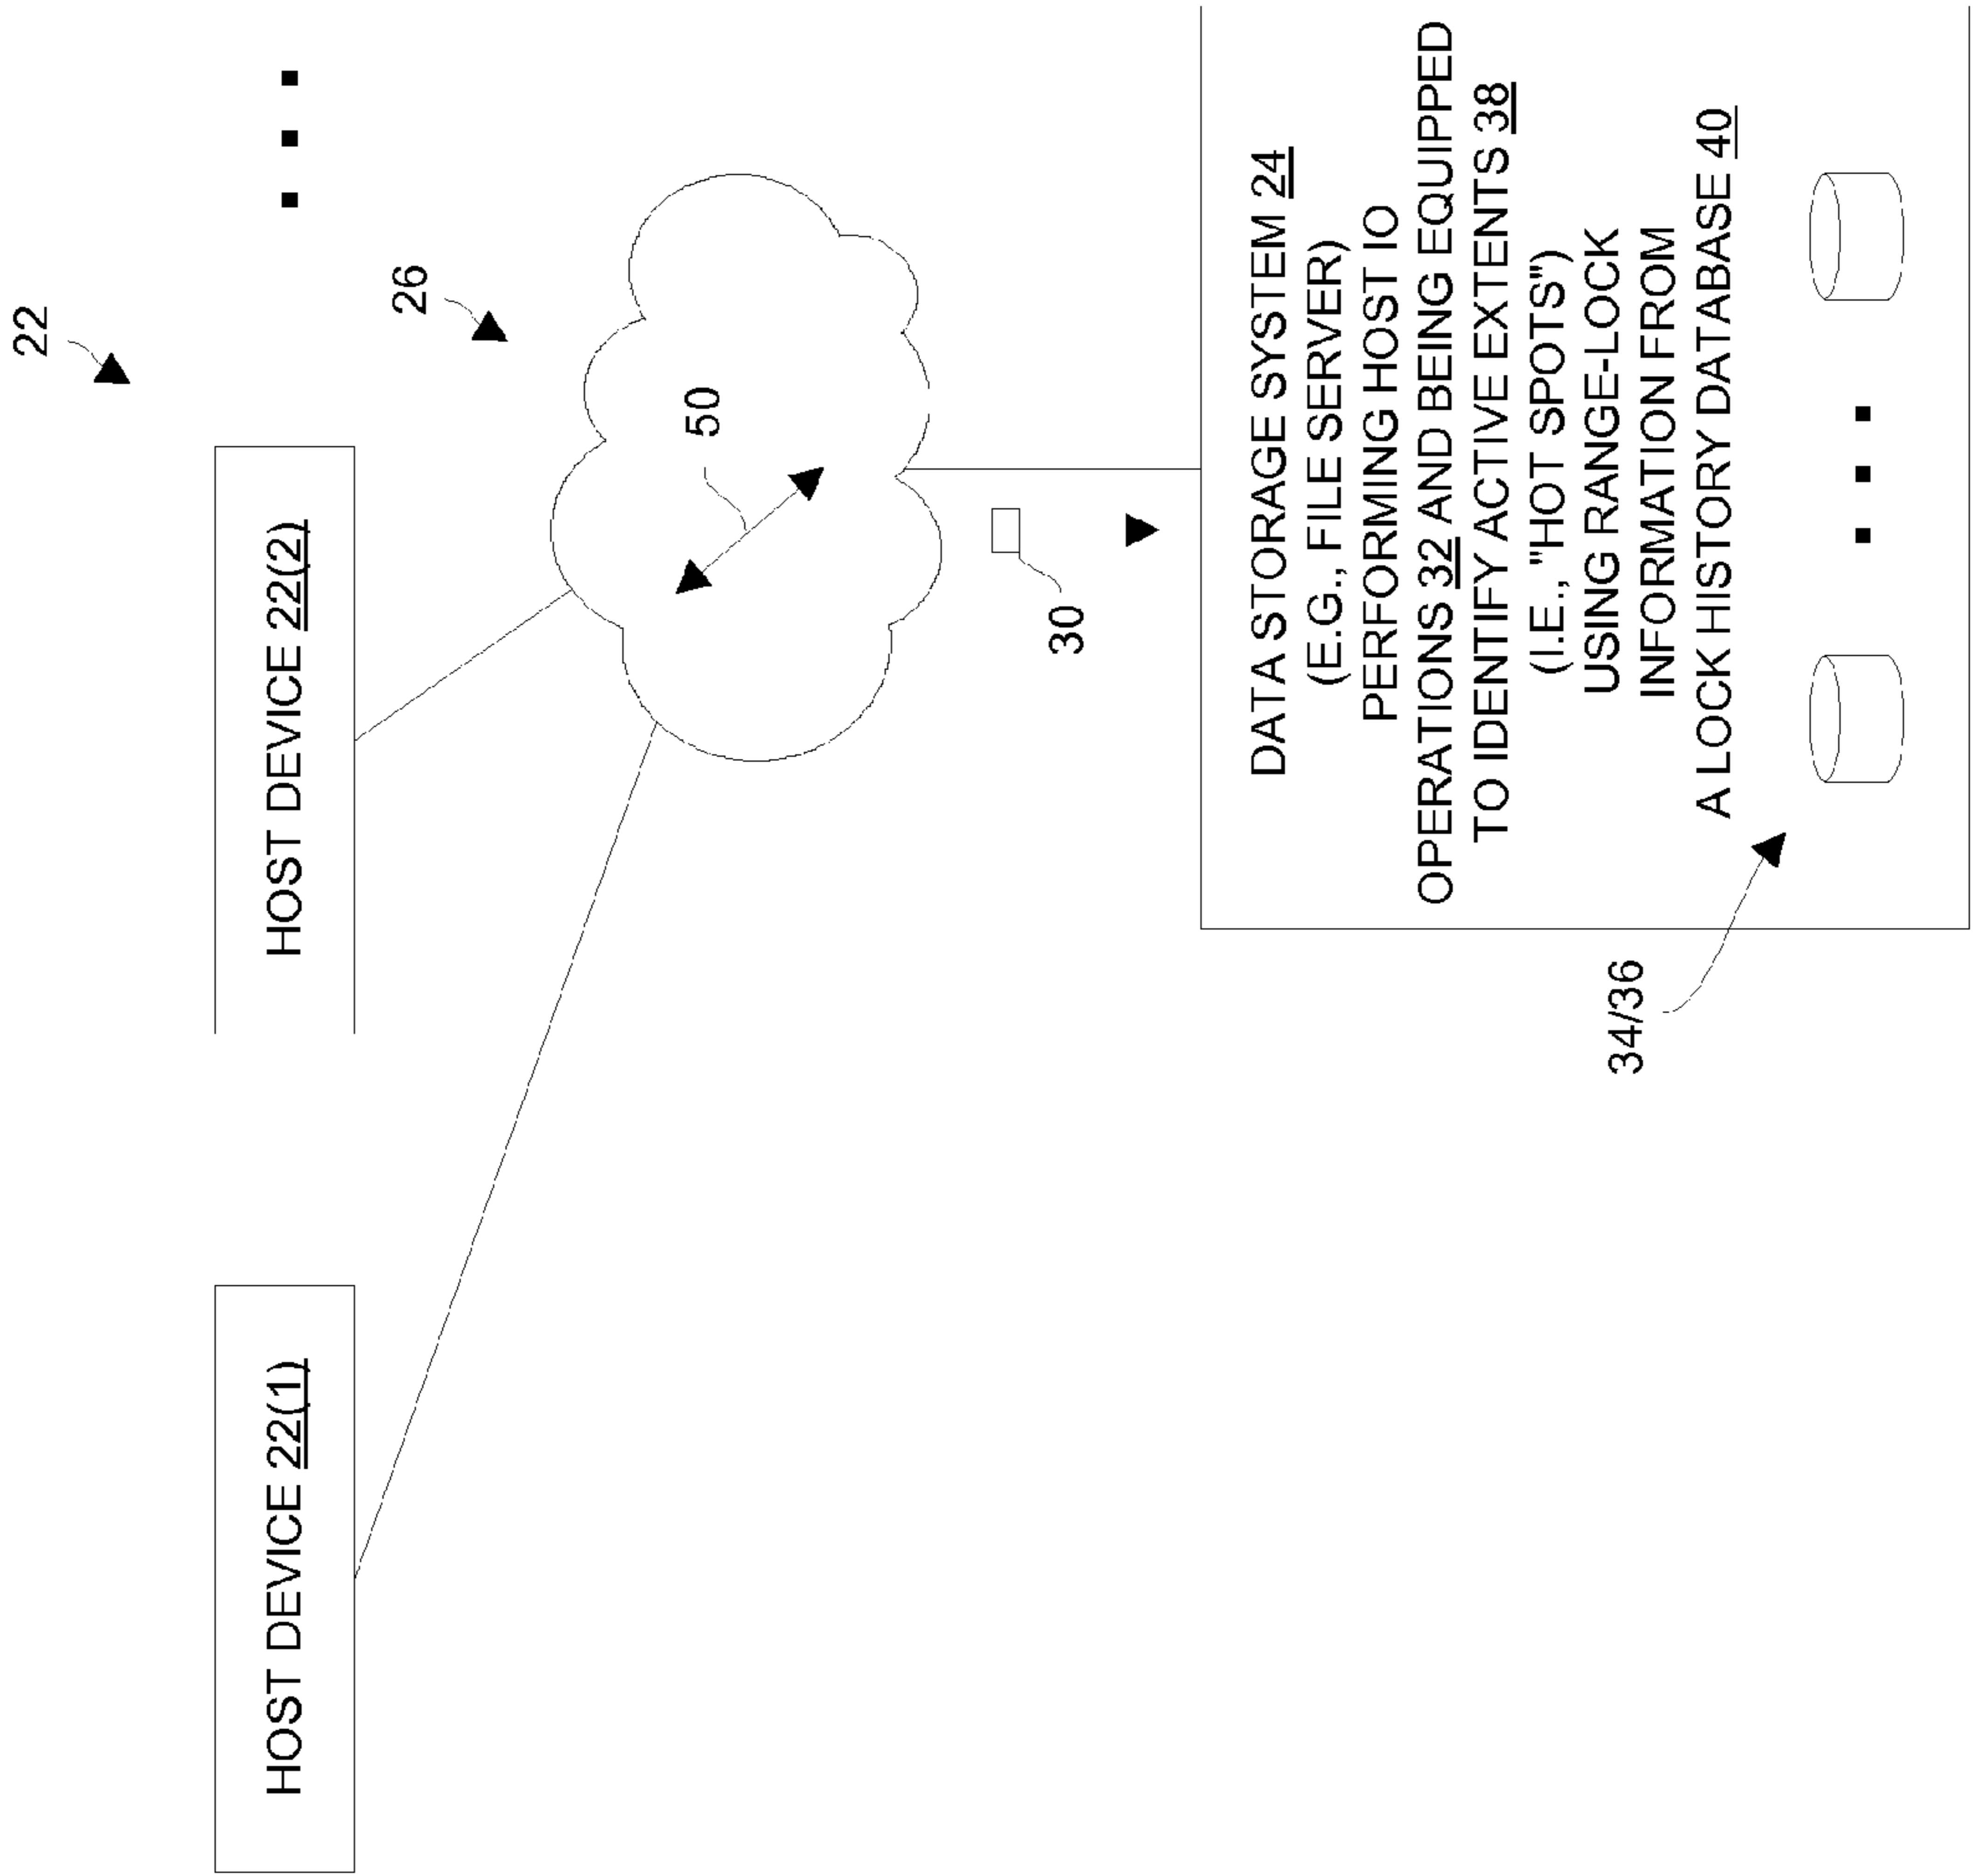 22
HOST DEVICE 22(1)
HOST DEVICE 22(2)
26
50
30
DATA STORAGE SYSTEM 24
(E.G., FILE SERVER)
PERFORMING HOST IO
OPERATIONS 32 AND BEING EQUIPPED
TO IDENTIFY ACTIVE EXTENTS 38
(I.E., "HOT SPOTS")
USING RANGE-LOCK
INFORMATION FROM
A LOCK HISTORY DATABASE 40
34/36